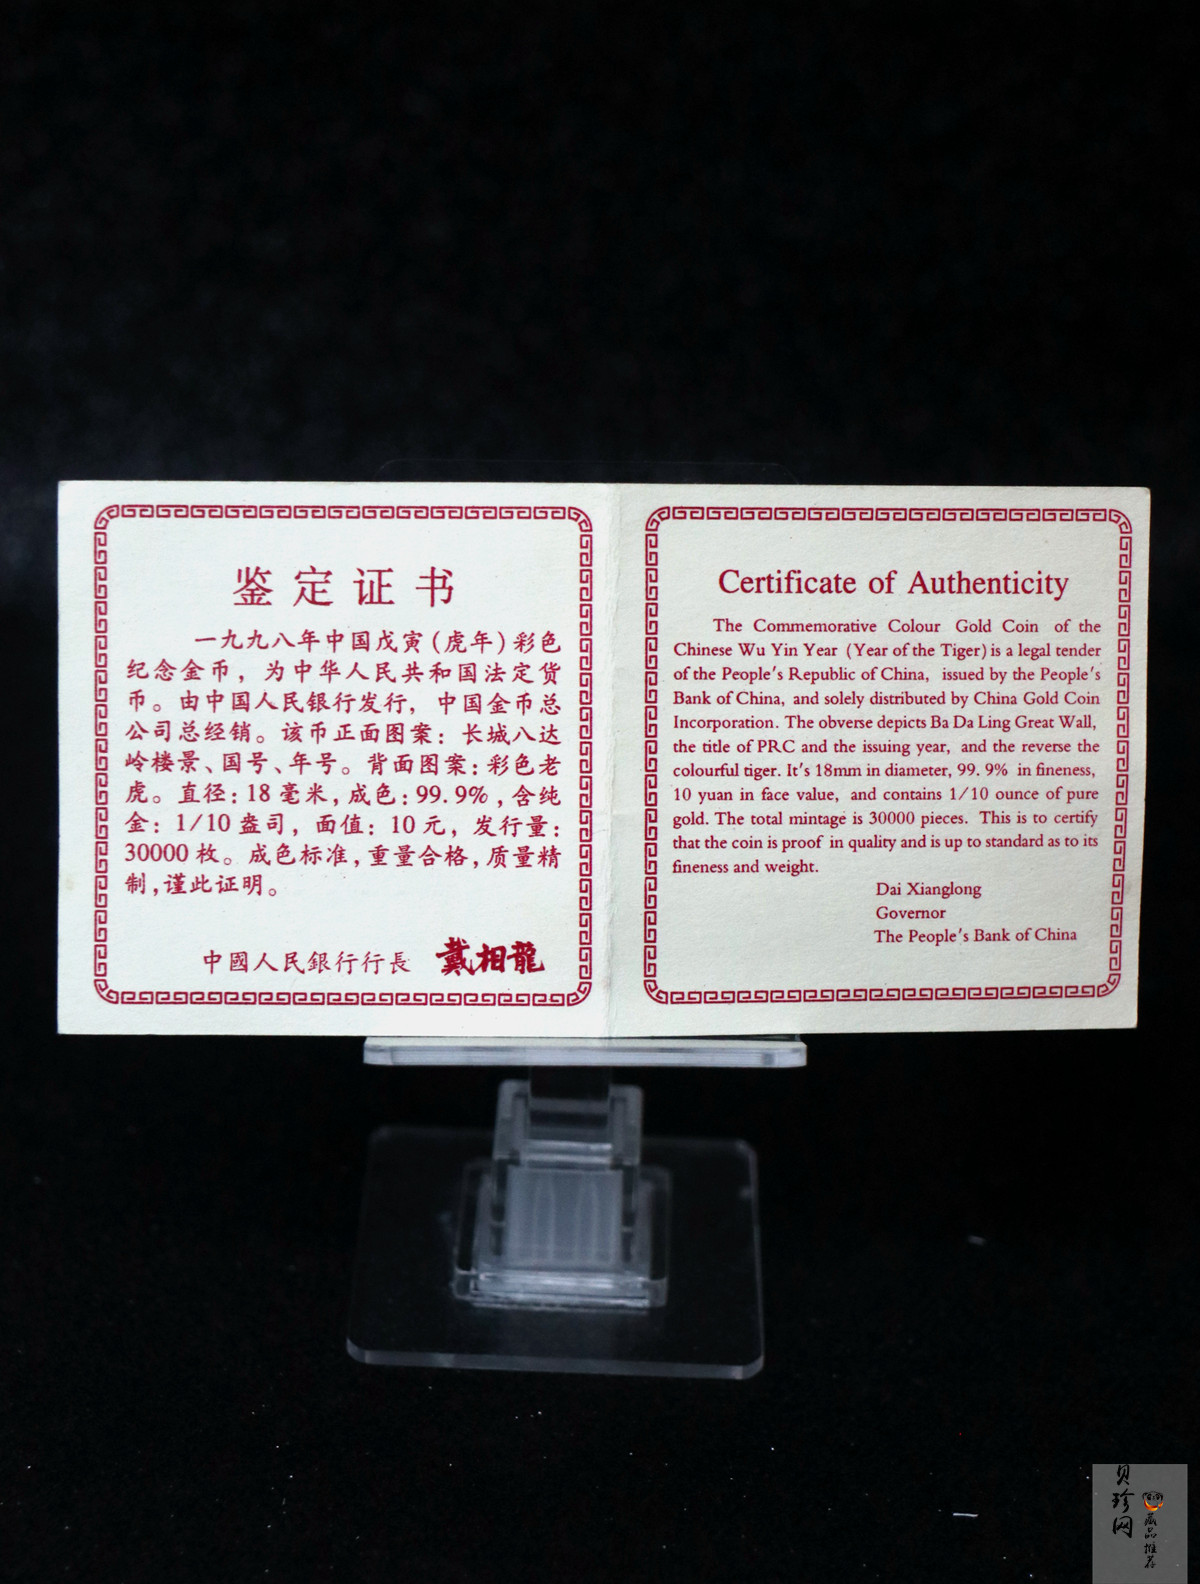 鉴定证书
一九九八年中国戊寅(虎年)彩色
纪念金币，为中华人民共和国法定货
币。由中国人民银行发行，中国金币总
公司总经销。该币正面图案：长城八达
岭楼景、国号、年号。背面图案：彩色老
虎。直径：18毫米，成色：99.9%，含纯
金：1/10盎司，面值：10元，发行量：
30000枚。成色标准，重量合格，质量精
制，谨此证明。
中國人民銀行行長 戴相龍
Certificate of Authenticity
The Commemorative Colour Gold Coin of the
Chinese Wu Yin Year (Year of the Tiger) is a legal tender
of the People's Republic of China, issued by the People's
Bank of China, and solely distributed by China Gold Coin
Incorporation. The obverse depicts Ba Da Ling Great Wall,
the title of PRC and the issuing year, and the reverse the
colourful tiger. It's 18mm in diameter, 99.9% in fineness,
10 yuan in face value, and contains 1/10 ounce of pure
gold. The total mintage is 30000 pieces. This is to certify
that the coin is proof in quality and is up to standard as to its
fineness and weight.
Dai Xianglong
Governor
The People's Bank of China
贝珍网
藏品推荐